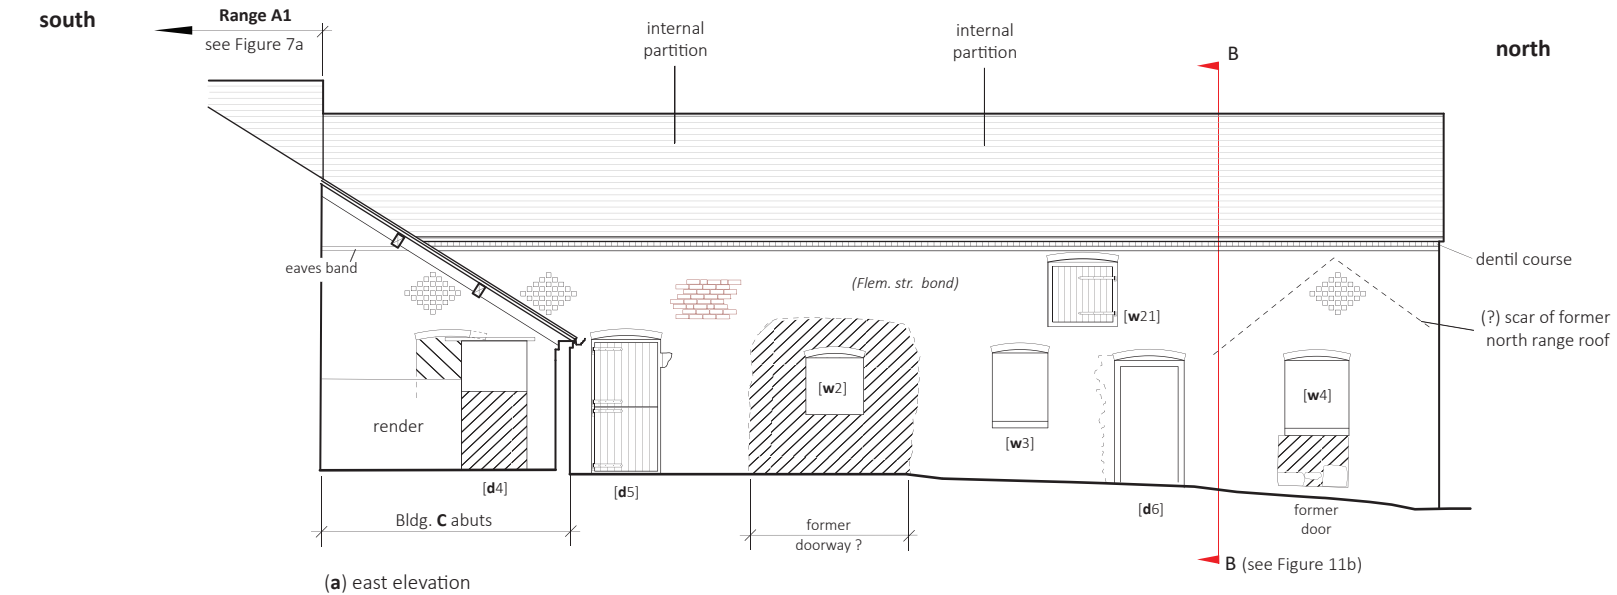 south
Range A1
see Figure 7a
internal
partition
internal
partition
B
north
eaves band
(Flem. str. bond)
dentil course
[w21]
(?) scar of former
north range roof
[w2]
[w4]
render
[w3]
[d4]
[d5]
[d6]
former
door
Bldg. C abuts
former
doorway ?
B (see Figure 11b)
(a) east elevation